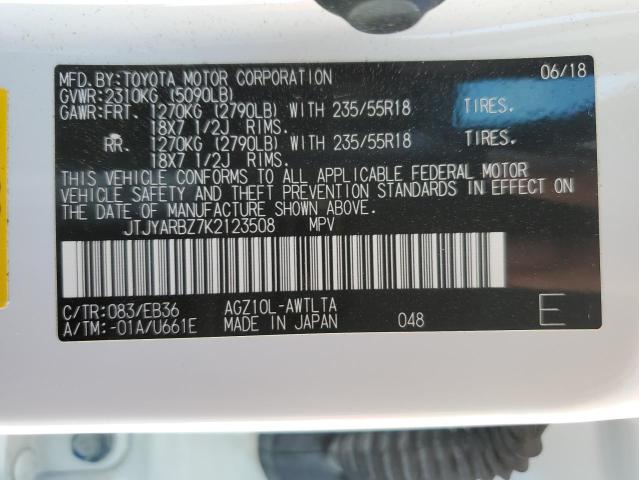 MFD.BY:TOYOTA MOTOR CORPORATION 06/18
GVWR:2310KG (5090LB)
GAWR:FRT. 1270KG (2790LB) WITH 235/55R18 TIRES.
18X7 1/2J RIMS.
RR. 1270KG (2790LB) WITH 235/55R18 TIRES.
18X7 1/2J RIMS.
THIS VEHICLE CONFORMS TO ALL APPLICABLE FEDERAL MOTOR
VEHICLE SAFETY AND THEFT PREVENTION STANDARDS IN EFFECT ON
THE DATE OF MANUFACTURE SHOWN ABOVE.
JTJYARBZ7K2123508 MPV
C/TR:083/EB36 AGZ10L-AWTLTA
A/TM:-01A/U661E MADE IN JAPAN 048 E